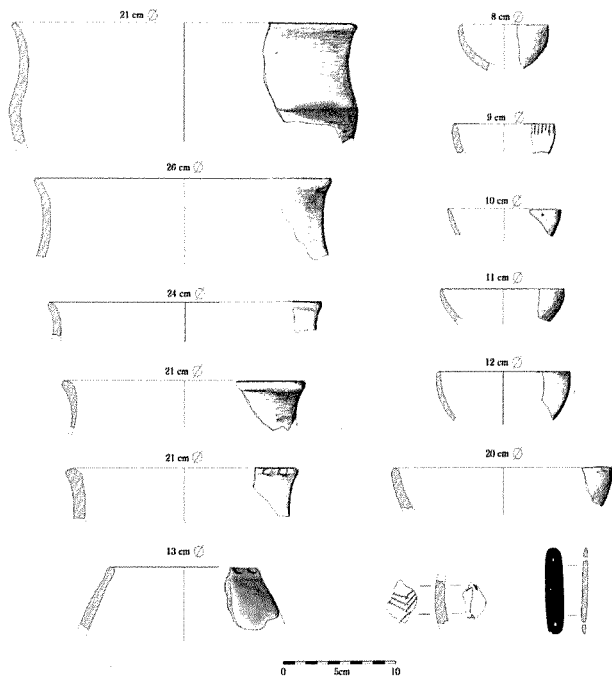 21 cm Ø
26 cm Ø
24 cm Ø
21 cm Ø
21 cm Ø
13 cm Ø
8 cm Ø
9 cm Ø
10 cm Ø
11 cm Ø
12 cm Ø
20 cm Ø
0 5cm 10